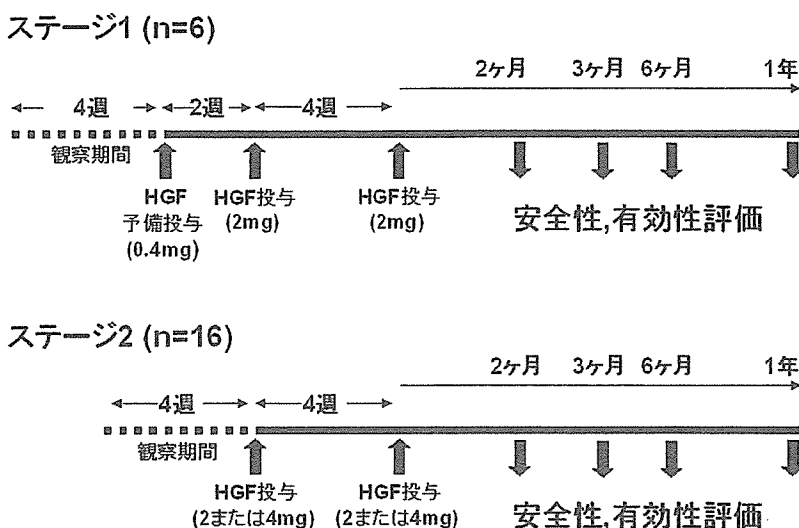 ステージ1 (n=6)
2ヶ月 3ヶ月 6ヶ月 1年
4週 2週 4週
観察期間
HGF
予備投与
(0.4mg)
HGF投与
(2mg)
HGF投与
(2mg)
安全性,有効性評価
ステージ2 (n=16)
2ヶ月 3ヶ月 6ヶ月 1年
4週 4週
観察期間
HGF投与
(2または4mg)
HGF投与
(2または4mg)
安全性,有効性評価